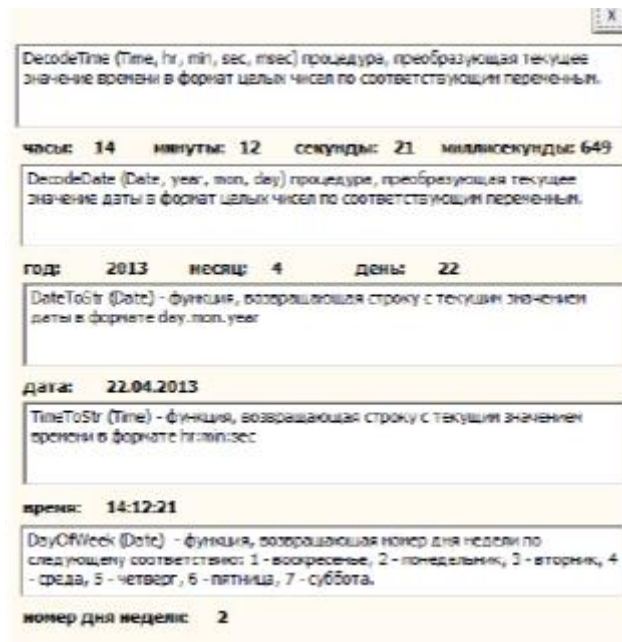 x
DecodeTime (Time, hr, min, sec, msec) процедура, преобразующая текущее
значение времени в формат целых чисел по соответствующим переченным.
часы: 14 минуты: 12 секунды: 21 миллисекунды: 649
DecodeDate (Date, year, mon, day) процедура, преобразующая текущее
значение даты в формат целых чисел по соответствующим переченным.
год: 2013 месяц: 4 день: 22
DateToStr (Date) - функция, возвращающая строку с текущим значением
даты в формате day.mon.year
дата: 22.04.2013
TimeToStr (Time) - функция, возвращающая строку с текущим значением
времени в формате hr:min:sec
время: 14:12:21
DayOfWeek (Date) - функция, возвращающая номер дня недели по
следующему соответствию: 1 - воскресенье, 2 - понедельник, 3 - вторник, 4
- среда, 5 - четверг, 6 - пятница, 7 - суббота.
номер дня недели: 2